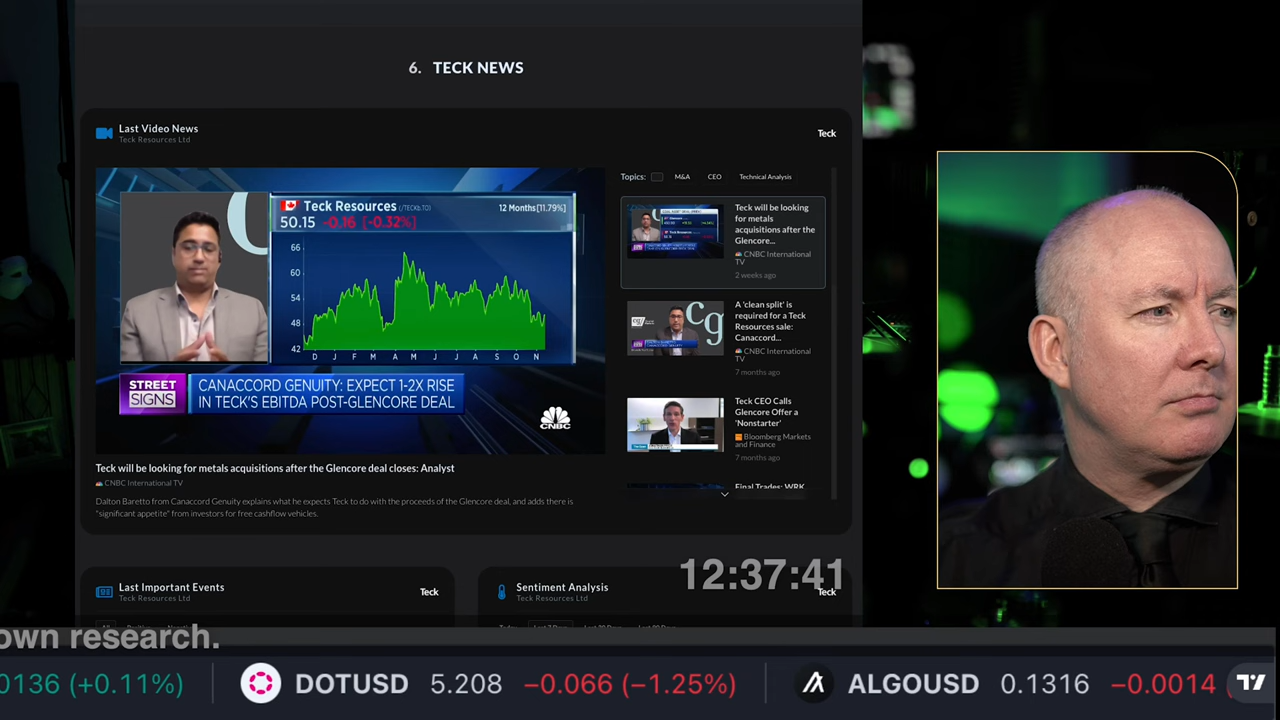 6. TECK NEWS
Last Video News
Teck Resources Ltd
Teck
Teck Resources (/TECKb.TO)
50.15 -0.16 [-0.32%]
12 Months[11.79%]
66
60
54
48
42
D J F M A M J J A S O N
STREET
SIGNS
CANACCORD GENUITY: EXPECT 1-2X RISE
IN TECK'S EBITDA POST-GLENCORE DEAL
CNBC
Teck will be looking for metals acquisitions after the Glencore deal closes: Analyst
CNBC International TV
Dalton Baretto from Canaccord Genuity explains what he expects Teck to do with the proceeds of the Glencore deal, and adds there is
"significant appetite" from investors for free cashflow vehicles.
Topics: M&A CEO Technical Analysis
Teck will be looking
for metals
acquisitions after the
Glencore...
CNBC International
TV
2 weeks ago
A 'clean split' is
required for a Teck
Resources sale:
Canaccord...
CNBC International
TV
7 months ago
Teck CEO Calls
Glencore Offer a
'Nonstarter'
Bloomberg Markets
and Finance
7 months ago
Final Trades: WRK,
Last Important Events
Teck Resources Ltd
Teck
Sentiment Analysis
Teck Resources Ltd
Teck
12:37:41
own research.
0136 (+0.11%)
DOTUSD 5.208 −0.066 (−1.25%)
ALGOUSD 0.1316 −0.0014